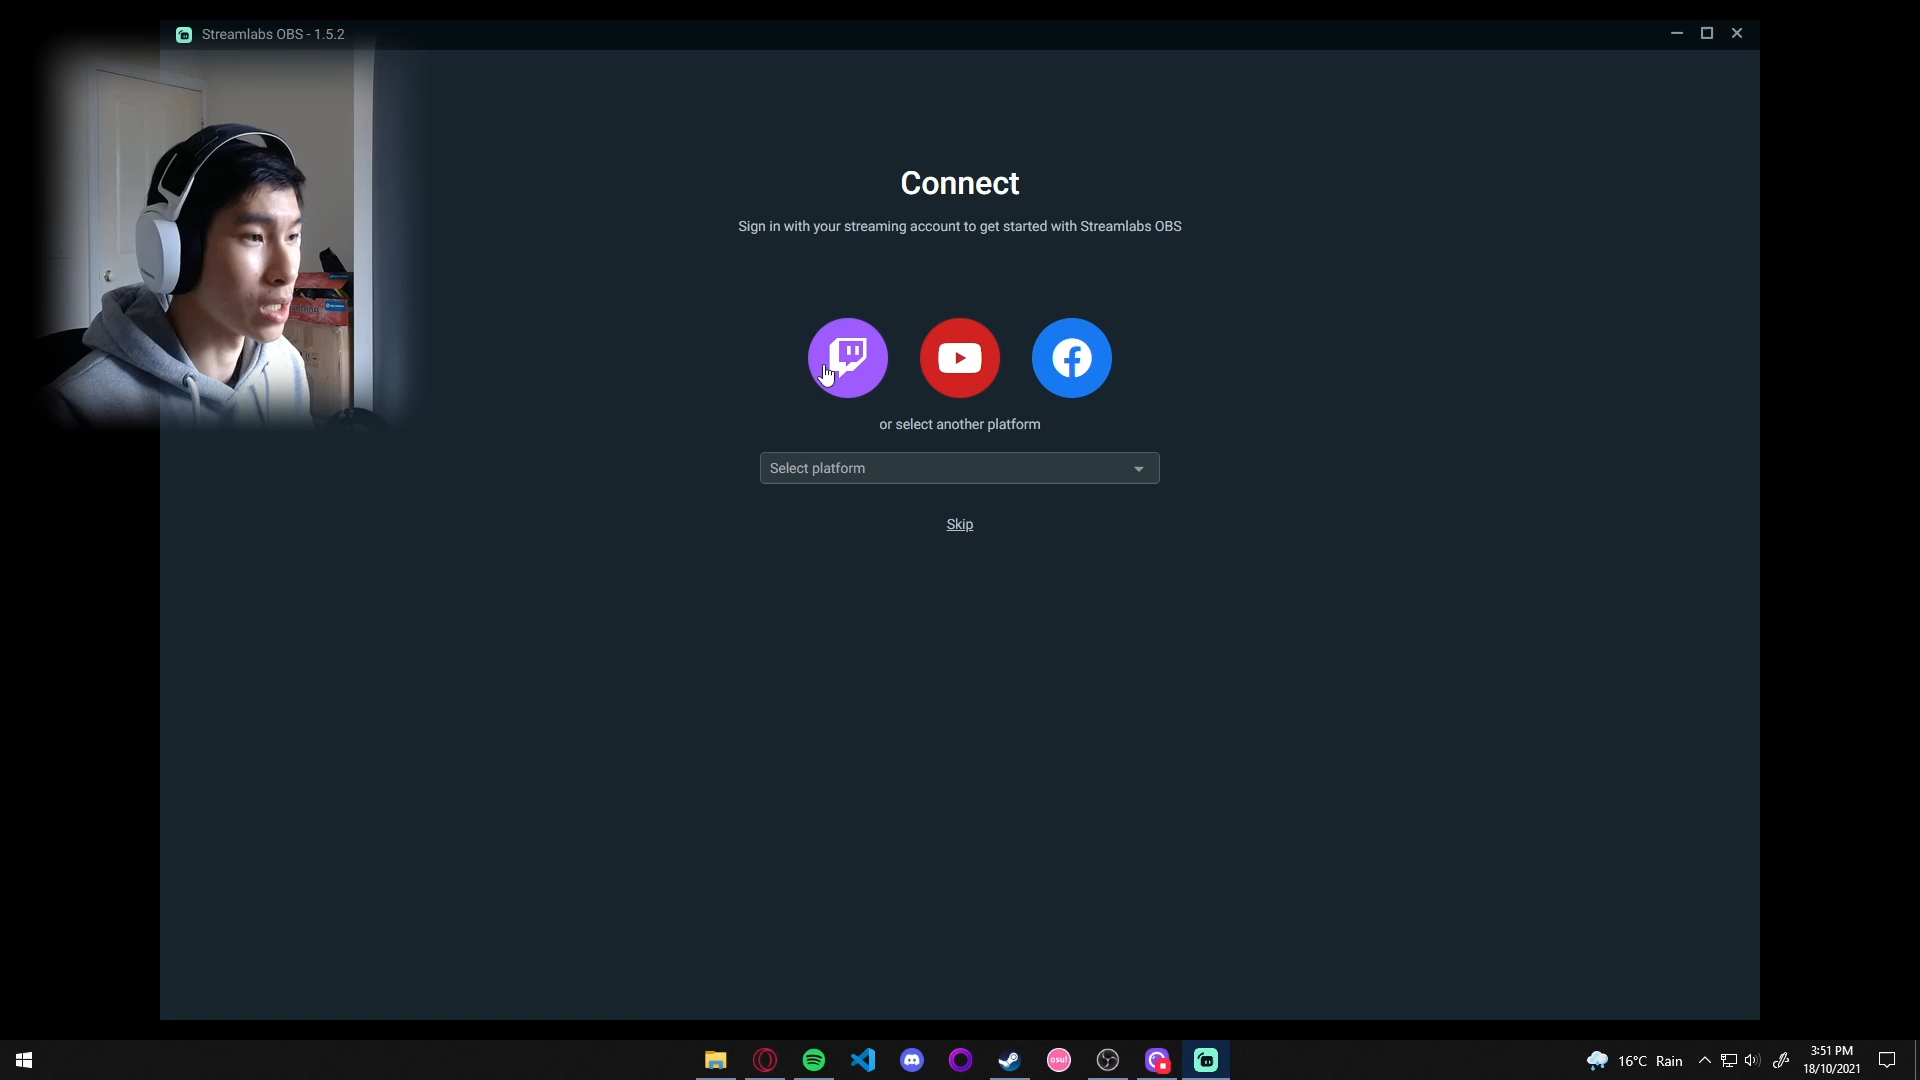 Streamlabs OBS - 1.5.2
Connect
Sign in with your streaming account to get started with Streamlabs OBS
or select another platform
Select platform
Skip
osu!
16°C Rain
3:51 PM
18/10/2021